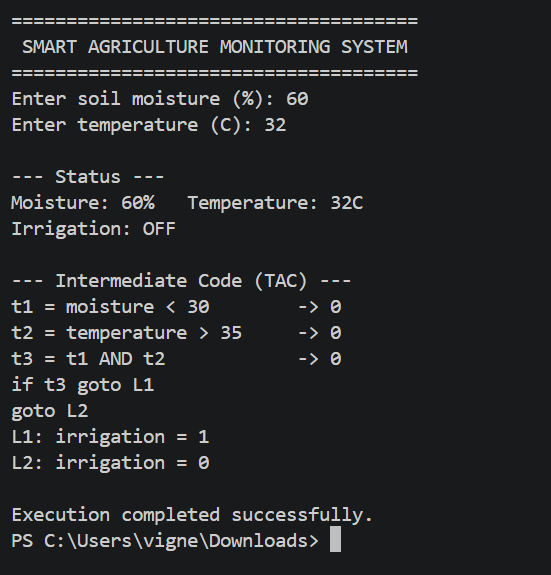 =====================================
SMART AGRICULTURE MONITORING SYSTEM
=====================================
Enter soil moisture (%): 60
Enter temperature (C): 32
--- Status ---
Moisture: 60%   Temperature: 32C
Irrigation: OFF
--- Intermediate Code (TAC) ---
t1 = moisture < 30        -> 0
t2 = temperature > 35     -> 0
t3 = t1 AND t2            -> 0
if t3 goto L1
goto L2
L1: irrigation = 1
L2: irrigation = 0
Execution completed successfully.
PS C:\Users\vigne\Downloads>